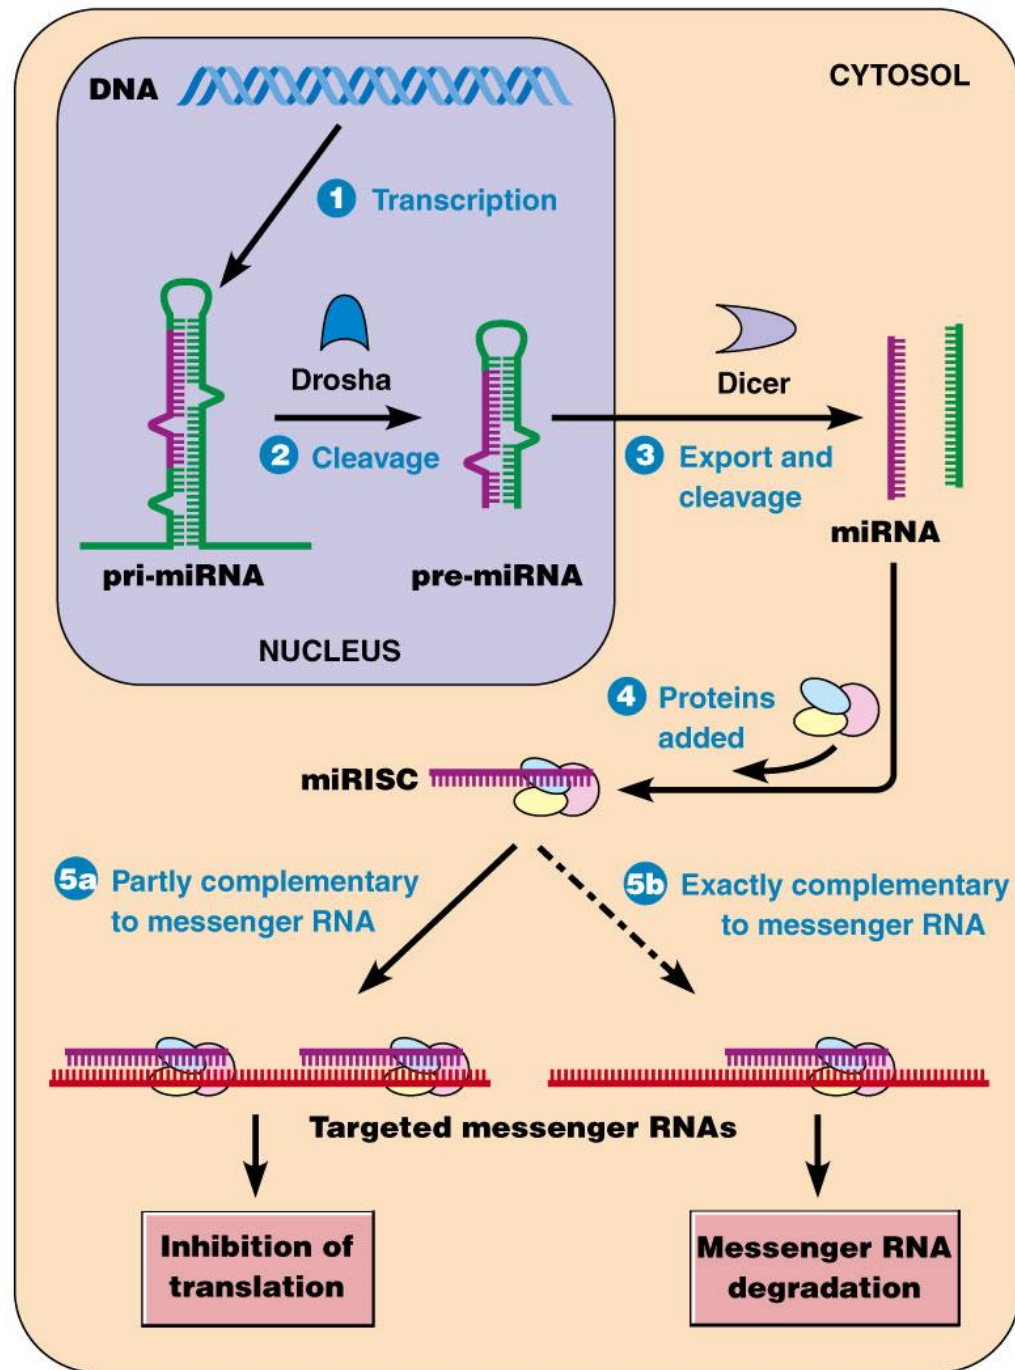 DNA
CYTOSOL
1 Transcription
Drosha
Dicer
2 Cleavage
3 Export and
cleavage
miRNA
pri-miRNA
pre-miRNA
NUCLEUS
4 Proteins
added
miRISC
5a Partly complementary
to messenger RNA
5b Exactly complementary
to messenger RNA
Targeted messenger RNAs
Inhibition of
translation
Messenger RNA
degradation